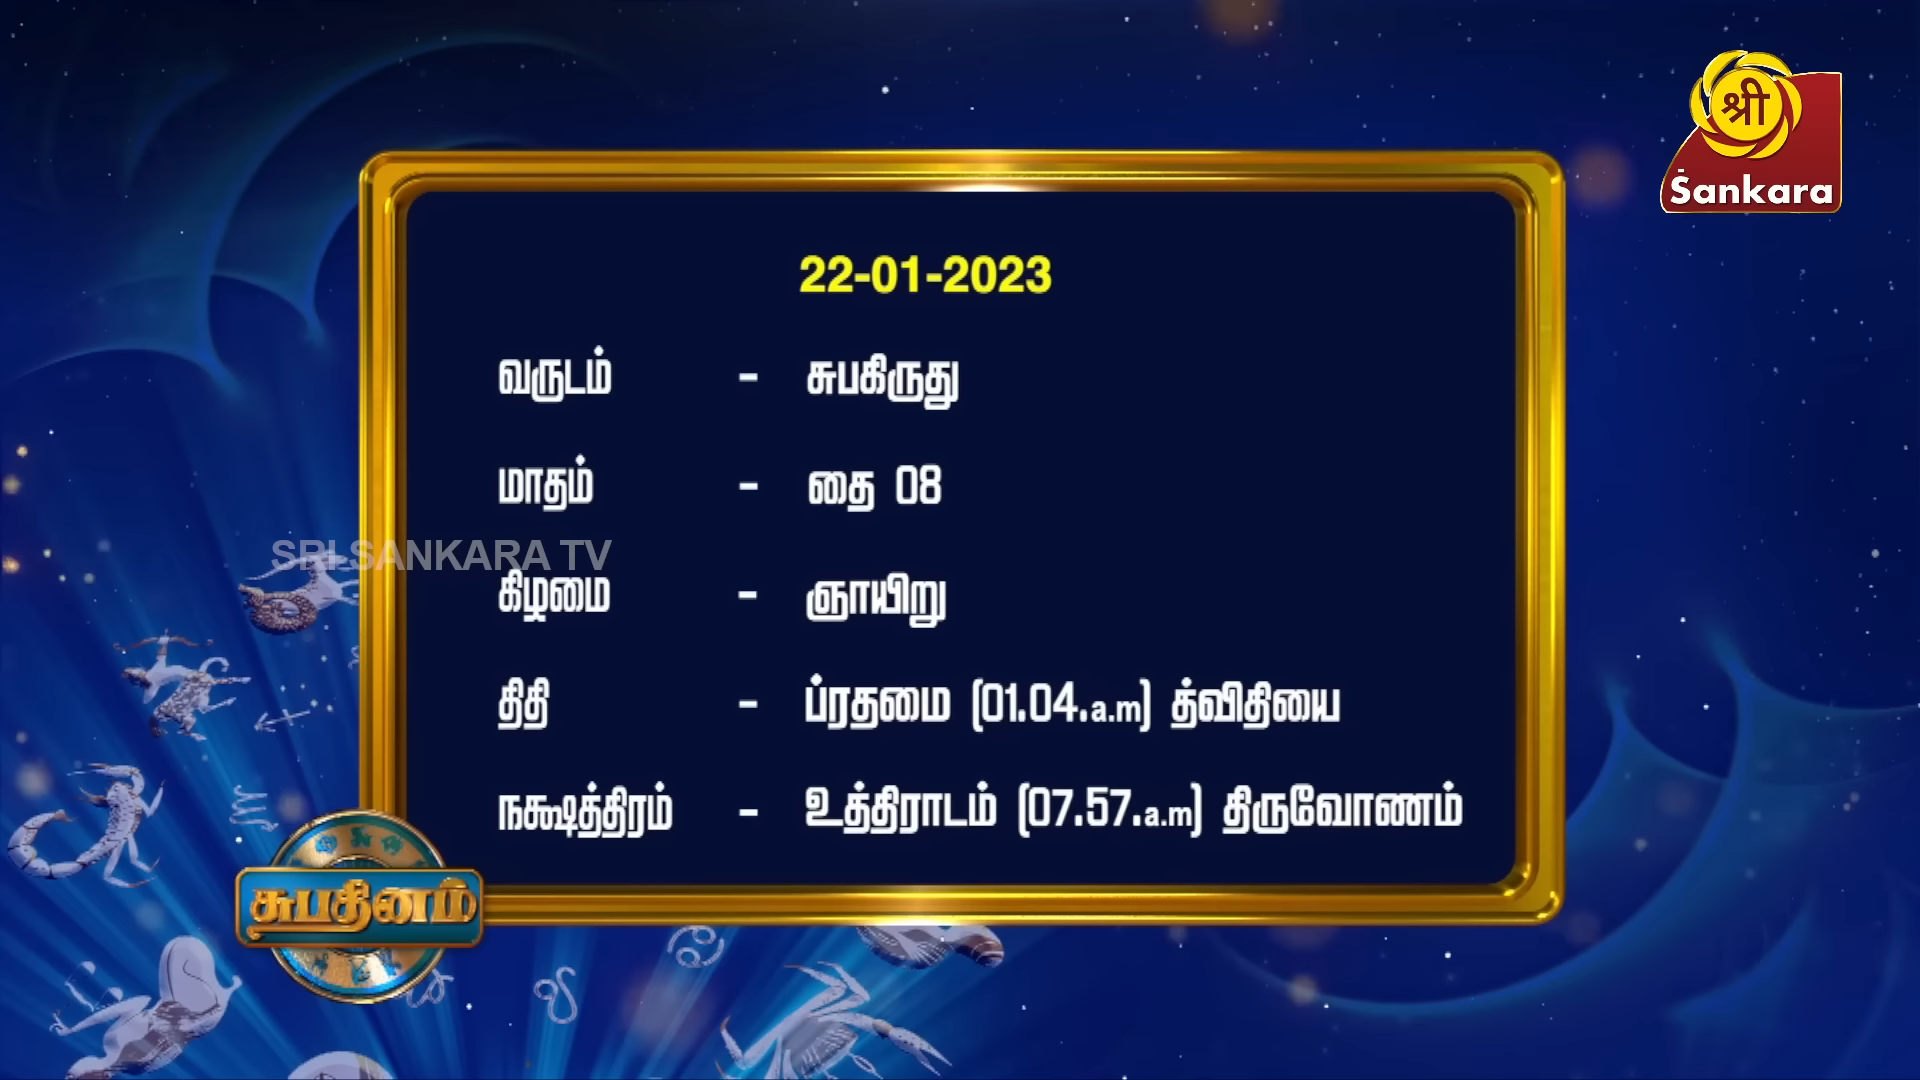 श्री
Sankara
22-01-2023
வருடம் - சுபகிருது
மாதம் - தை 08
SRI SANKARA TV
கிழமை - ஞாயிறு
திதி - ப்ரதமை (01.04.a.m) த்விதியை
நக்ஷத்திரம் - உத்திராடம் (07.57.a.m) திருவோணம்
சுபதினம்